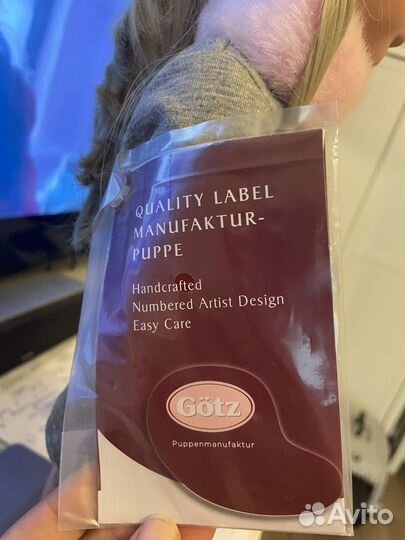 QUALITY LABEL
MANUFAKTUR-
PUPPE
Handcrafted
Numbered Artist Design
Easy Care
Götz
Puppenmanufaktur
Avito